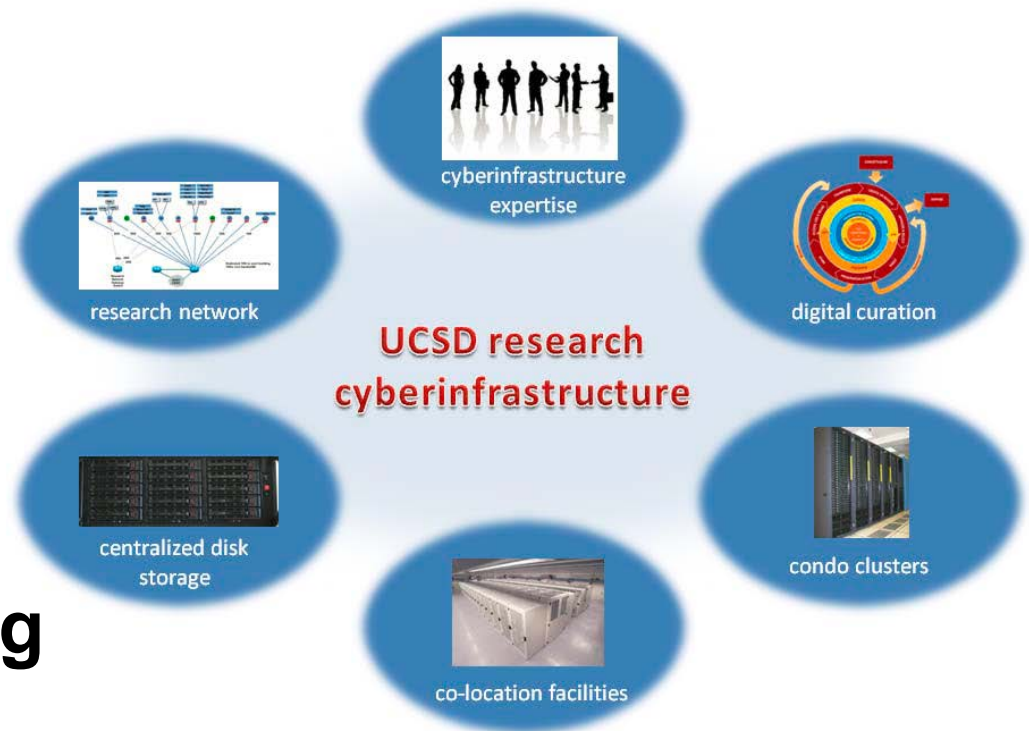 cyberinfrastructure
expertise
research network
digital curation
UCSD research
cyberinfrastructure
centralized disk
storage
condo clusters
g
co-location facilities